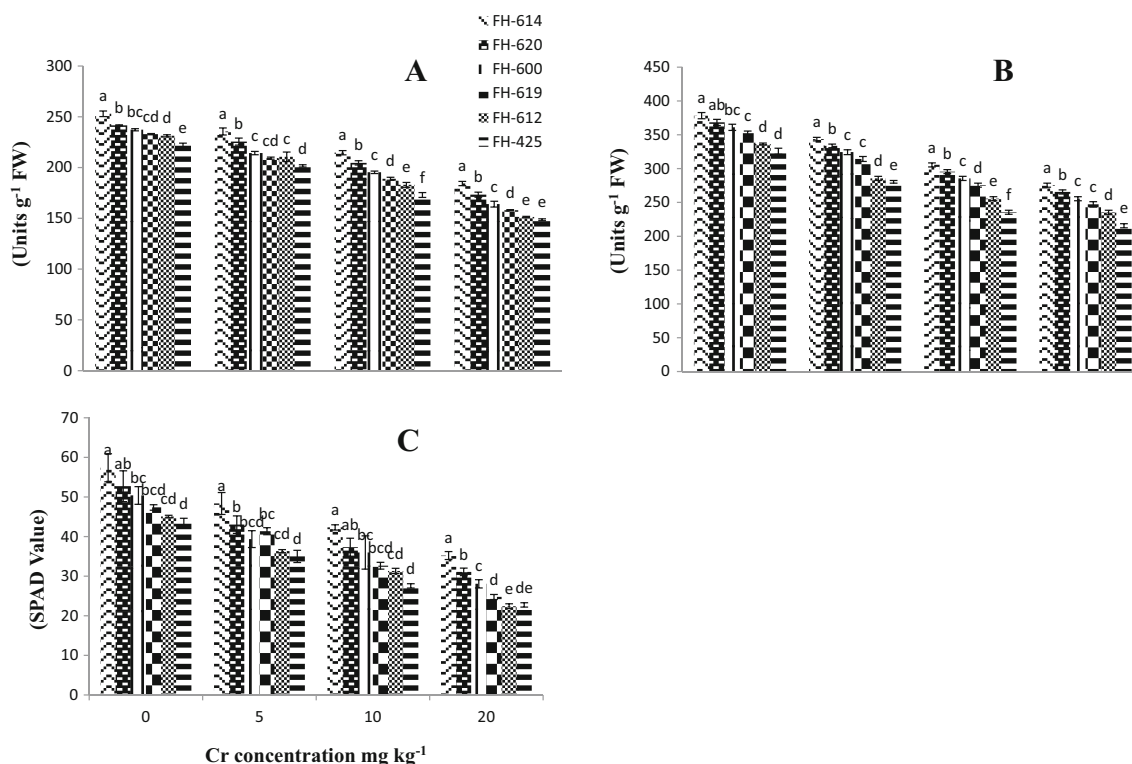 FH-614
FH-620
FH-600
FH-619
FH-612
FH-425
A
300
250
200
150
100
50
0
(Units g-1 FW)
a b bc cd d e
a b c cd c d
a b c d e f
a b c d e e
B
450
400
350
300
250
200
150
100
50
0
(Units g-1 FW)
a ab bc c d d
a b c d e e
a b c d e f
a b c c d e
C
70
60
50
40
30
20
10
0
(SPAD Value)
a ab bc bcd cd d
a b bcd bc cd d
a ab bc bcd cd d
a b c d e de
0 5 10 20
Cr concentration mg kg-1